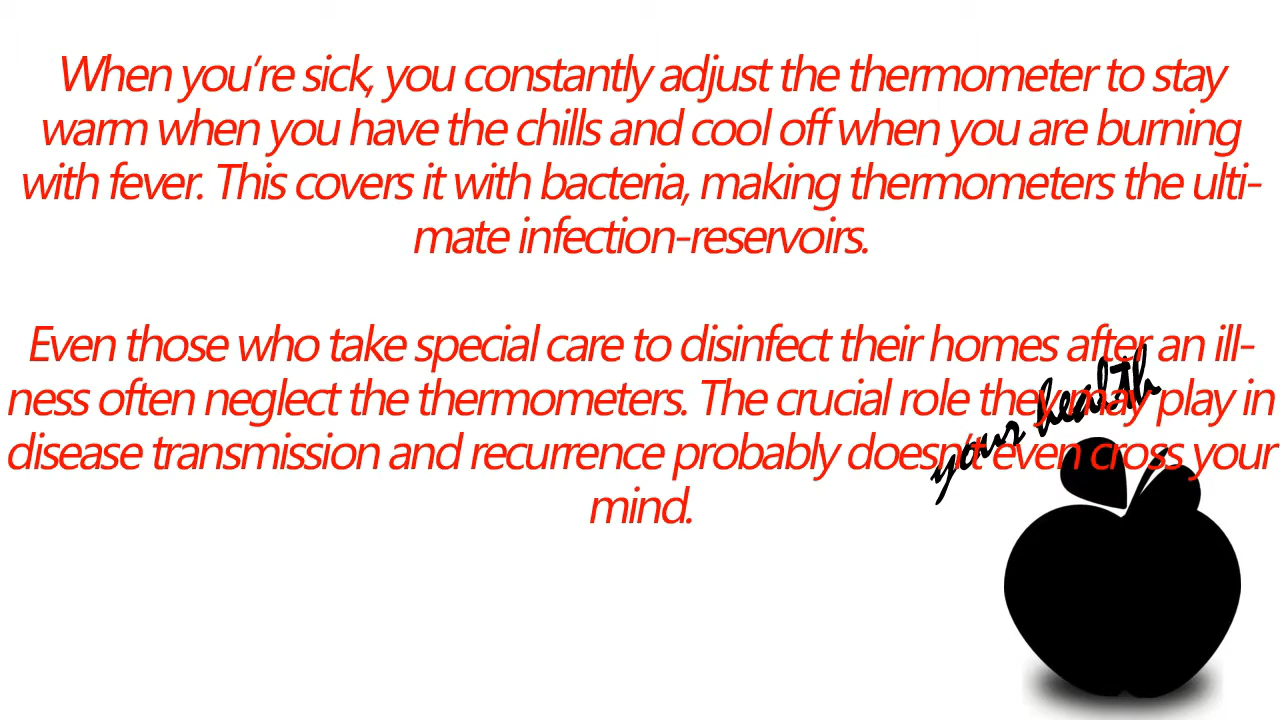 When you’re sick, you constantly adjust the thermometer to stay
warm when you have the chills and cool off when you are burning
with fever. This covers it with bacteria, making thermometers the ulti-
mate infection-reservoirs.
Even those who take special care to disinfect their homes after an ill-
ness often neglect the thermometers. The crucial role they may play in
disease transmission and recurrence probably doesn’t even cross your
mind.
your health